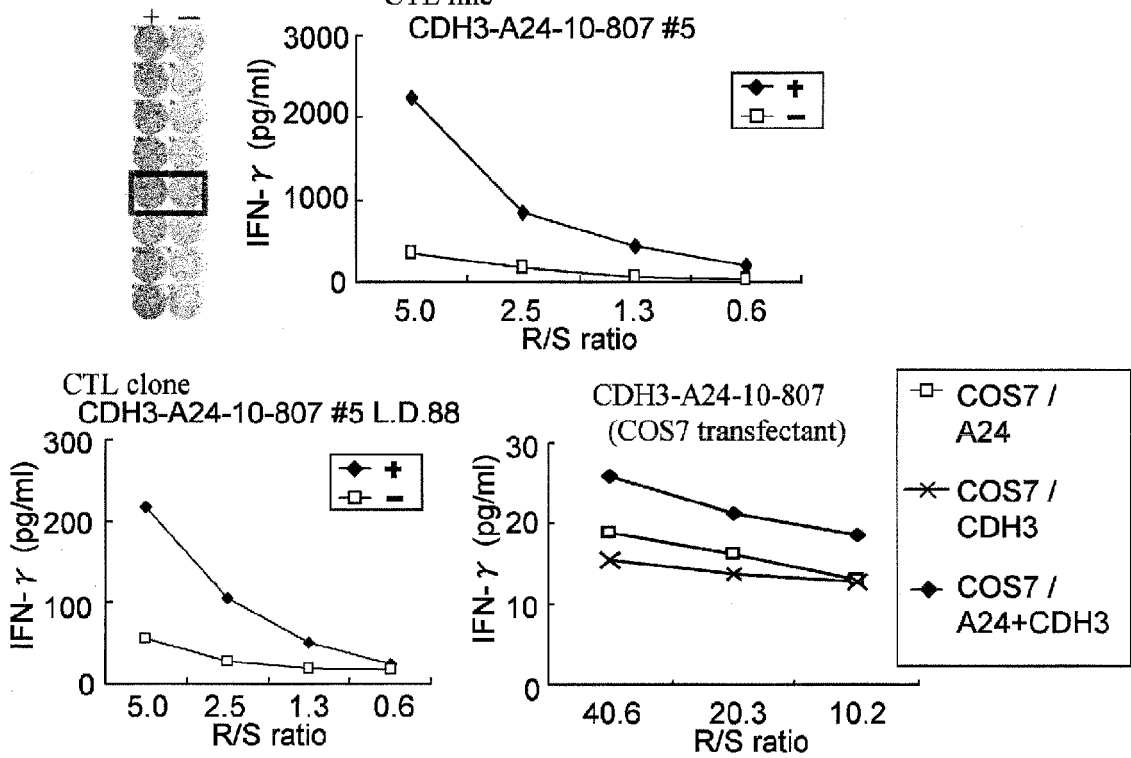 + −
CTL line
CDH3-A24-10-807 #5
IFN-γ (pg/ml)
3000
2000
1000
0
+
−
5.0 2.5 1.3 0.6
R/S ratio
CTL clone
CDH3-A24-10-807 #5 L.D.88
IFN-γ (pg/ml)
300
200
100
0
+
−
5.0 2.5 1.3 0.6
R/S ratio
CDH3-A24-10-807
(COS7 transfectant)
IFN-γ (pg/ml)
30
20
10
0
40.6 20.3 10.2
R/S ratio
COS7 /
A24
COS7 /
CDH3
COS7 /
A24+CDH3